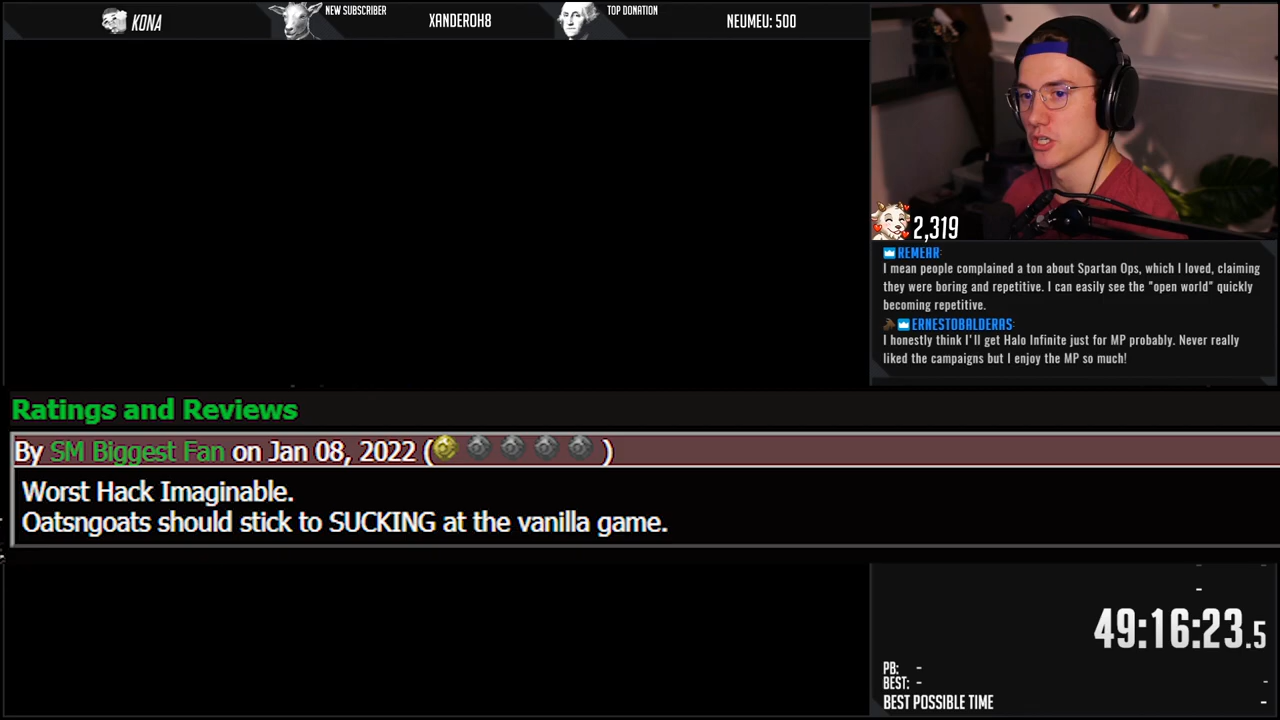 KONA
NEW SUBSCRIBER
XANDEROH8
TOP DONATION
NEUMEU: 500
2,319
REMEAR:
I mean people complained a ton about Spartan Ops, which I loved, claiming
they were boring and repetitive. I can easily see the "open world" quickly
becoming repetitive.
ERNESTOBALDERAS:
I honestly think I'll get Halo Infinite just for MP probably. Never really
liked the campaigns but I enjoy the MP so much!
Ratings and Reviews
By SM Biggest Fan on Jan 08, 2022 ( )
Worst Hack Imaginable.
Oatsngoats should stick to SUCKING at the vanilla game.
- -
-
49:16:23.5
PB: -
BEST: - -
BEST POSSIBLE TIME -